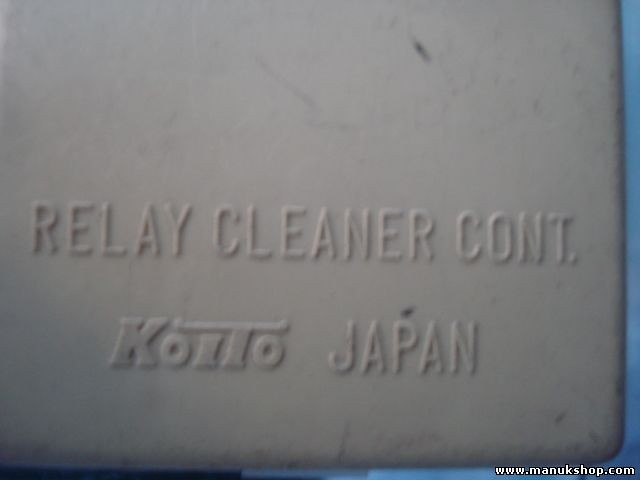 RELAY CLEANER CONT.
KOITO JAPAN
www.manukshop.com